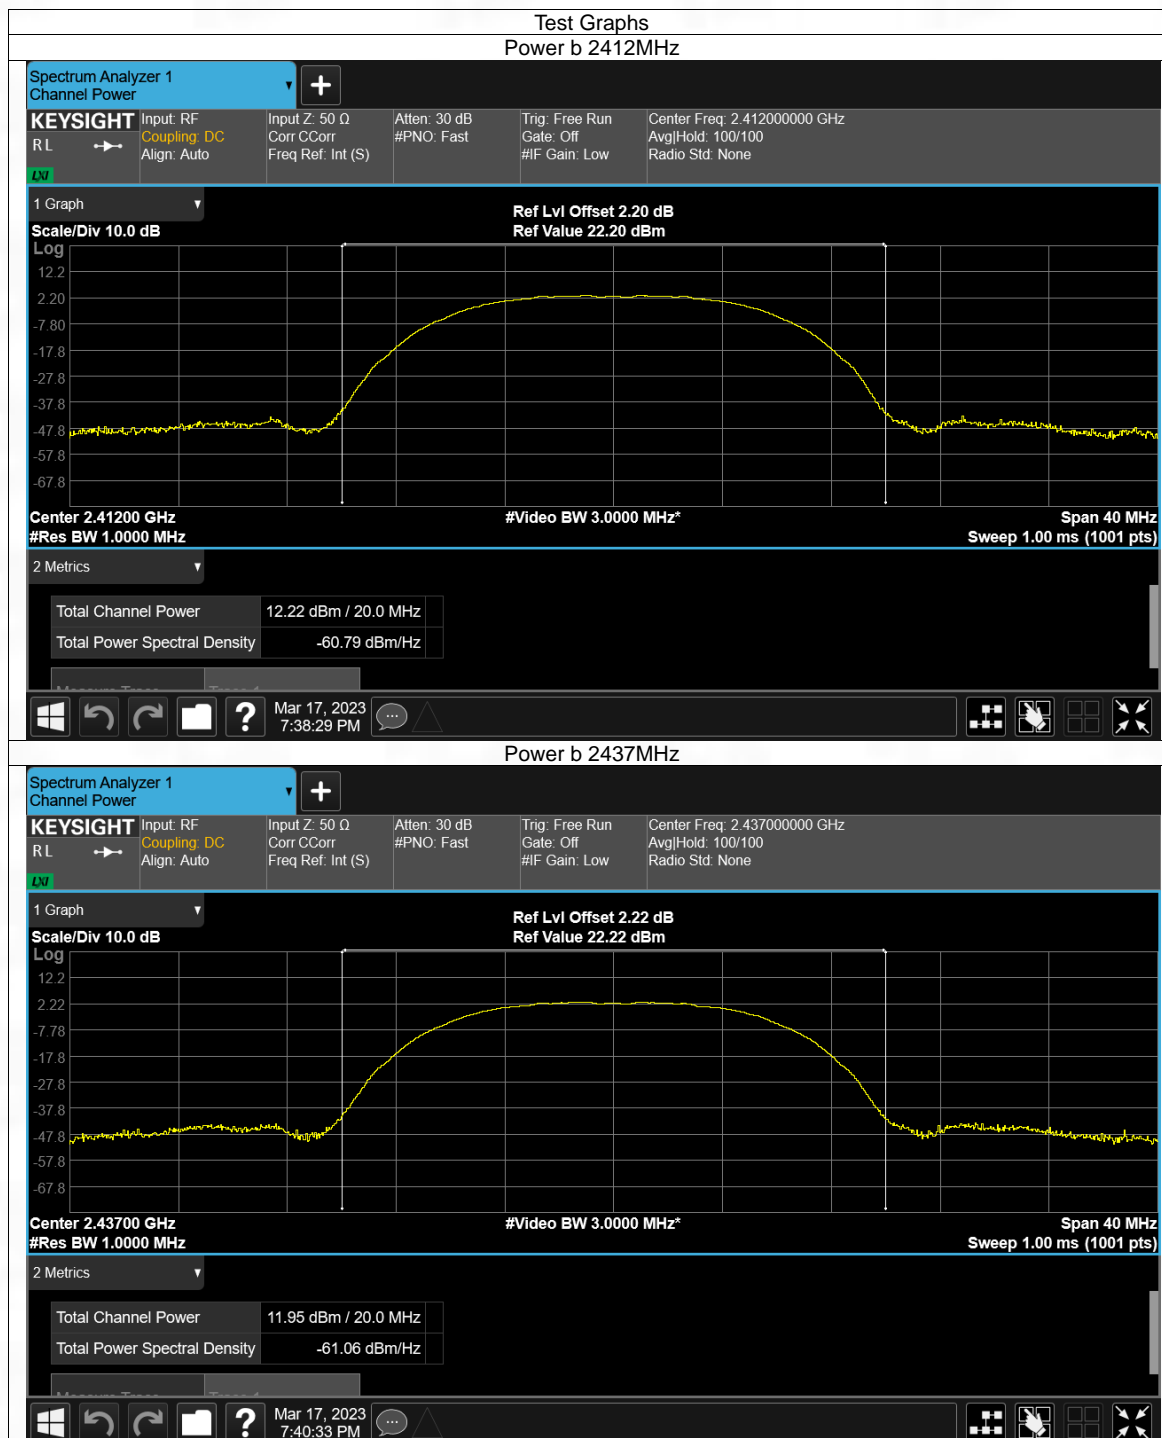 Test Graphs
Power b 2412MHz
Spectrum Analyzer 1
Channel Power
KEYSIGHT
RL
LXI
Input: RF
Coupling: DC
Align: Auto
Input Z: 50 Ω
Corr CCorr
Freq Ref: Int (S)
Atten: 30 dB
#PNO: Fast
Trig: Free Run
Gate: Off
#IF Gain: Low
Center Freq: 2.412000000 GHz
Avg|Hold: 100/100
Radio Std: None
1 Graph
Ref Lvl Offset 2.20 dB
Scale/Div 10.0 dB
Ref Value 22.20 dBm
Log
12.2
2.20
-7.80
-17.8
-27.8
-37.8
-47.8
-57.8
-67.8
Center 2.41200 GHz
#Video BW 3.0000 MHz*
Span 40 MHz
#Res BW 1.0000 MHz
Sweep 1.00 ms (1001 pts)
2 Metrics
Total Channel Power 12.22 dBm / 20.0 MHz
Total Power Spectral Density -60.79 dBm/Hz
Measure Trace Trace 1
Mar 17, 2023
7:38:29 PM
Power b 2437MHz
Spectrum Analyzer 1
Channel Power
KEYSIGHT
RL
LXI
Input: RF
Coupling: DC
Align: Auto
Input Z: 50 Ω
Corr CCorr
Freq Ref: Int (S)
Atten: 30 dB
#PNO: Fast
Trig: Free Run
Gate: Off
#IF Gain: Low
Center Freq: 2.437000000 GHz
Avg|Hold: 100/100
Radio Std: None
1 Graph
Ref Lvl Offset 2.22 dB
Scale/Div 10.0 dB
Ref Value 22.22 dBm
Log
12.2
2.22
-7.78
-17.8
-27.8
-37.8
-47.8
-57.8
-67.8
Center 2.43700 GHz
#Video BW 3.0000 MHz*
Span 40 MHz
#Res BW 1.0000 MHz
Sweep 1.00 ms (1001 pts)
2 Metrics
Total Channel Power 11.95 dBm / 20.0 MHz
Total Power Spectral Density -61.06 dBm/Hz
Measure Trace Trace 1
Mar 17, 2023
7:40:33 PM